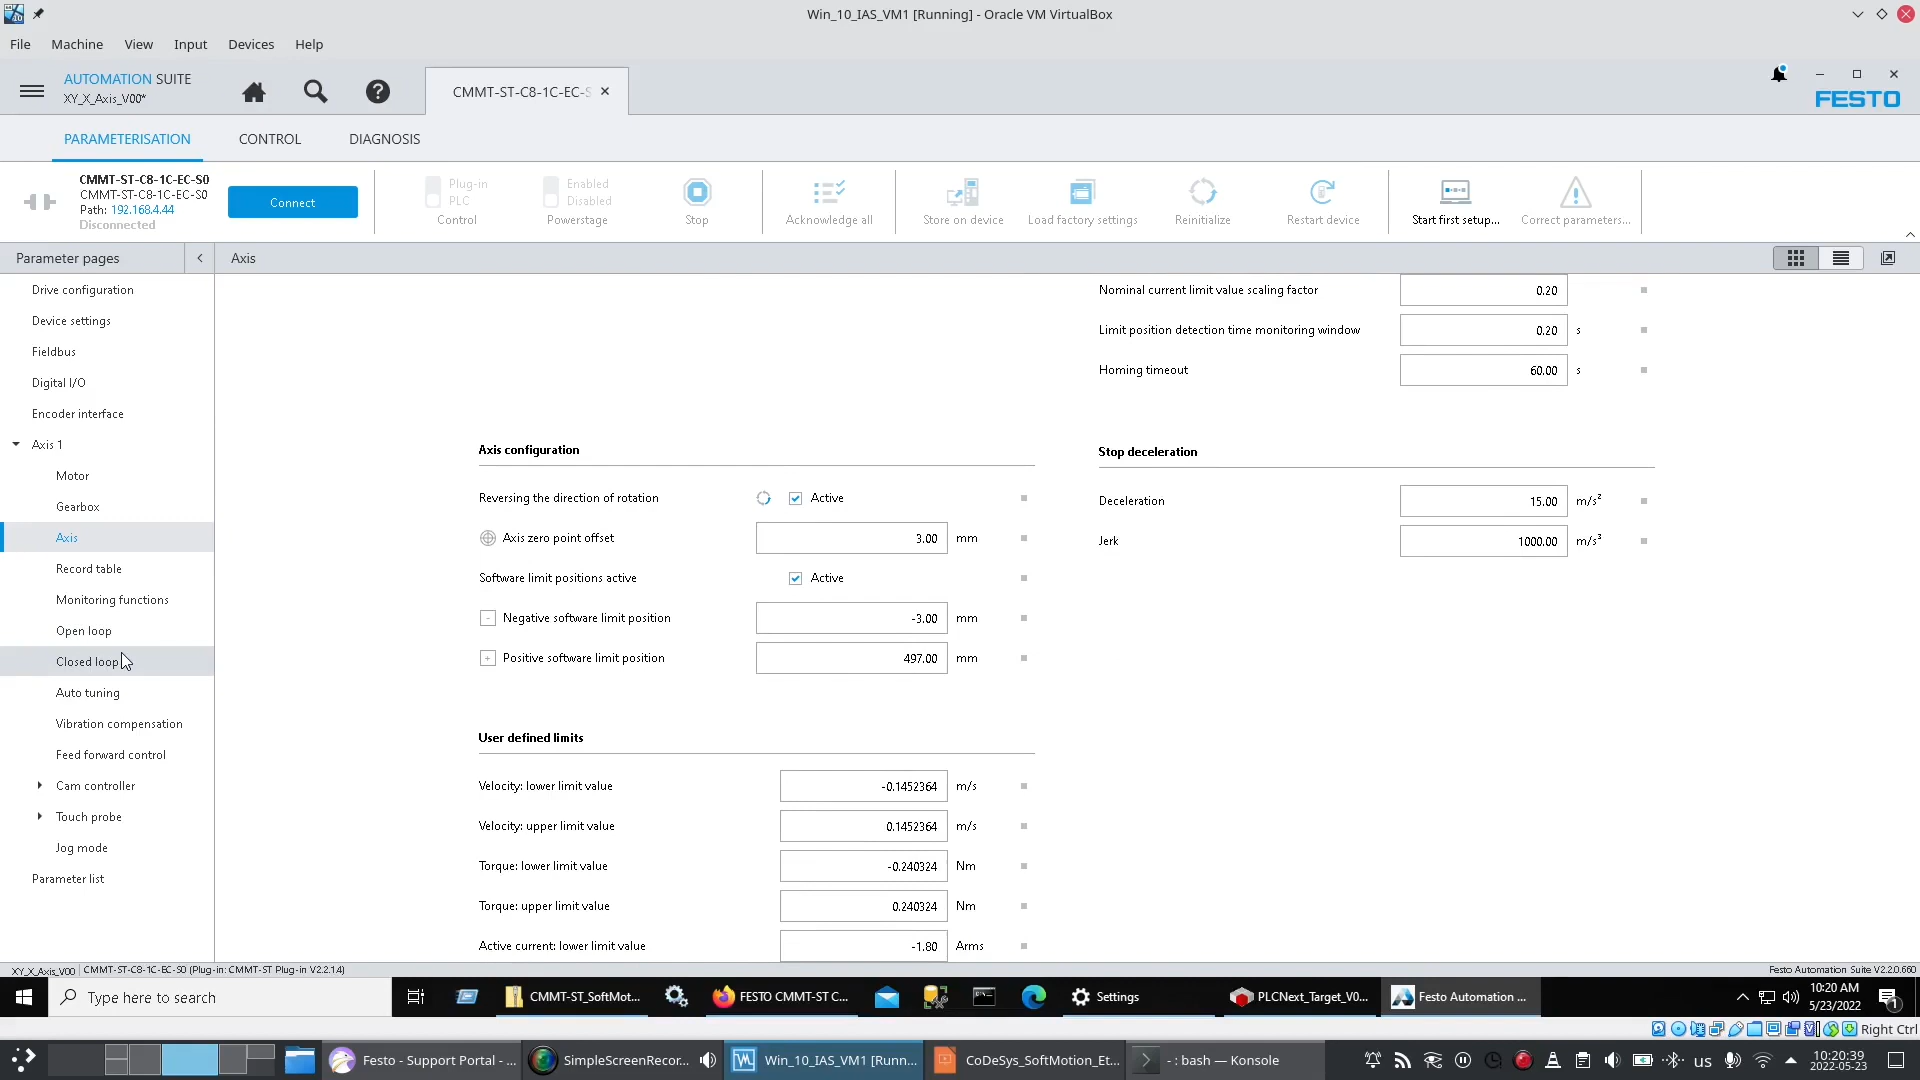 Win_10_IAS_VM1 [Running] - Oracle VM VirtualBox
File Machine View Input Devices Help
AUTOMATION SUITE
XY_X_Axis_V00*
CMMT-ST-C8-1C-EC-S
FESTO
PARAMETERISATION CONTROL DIAGNOSIS
CMMT-ST-C8-1C-EC-S0
CMMT-ST-C8-1C-EC-S0
Path: 192.168.4.44
Disconnected
Connect
Plug-in
PLC
Control
Enabled
Disabled
Powerstage
Stop
Acknowledge all
Store on device
Load factory settings
Reinitialize
Restart device
Start first setup...
Correct parameters...
Parameter pages
Axis
Drive configuration
Device settings
Fieldbus
Digital I/O
Encoder interface
Axis 1
Motor
Gearbox
Axis
Record table
Monitoring functions
Open loop
Closed loop
Auto tuning
Vibration compensation
Feed forward control
Cam controller
Touch probe
Jog mode
Parameter list
Nominal current limit value scaling factor 0.20
Limit position detection time monitoring window 0.20 s
Homing timeout 60.00 s
Axis configuration
Reversing the direction of rotation Active
Axis zero point offset 3.00 mm
Software limit positions active Active
Negative software limit position -3.00 mm
Positive software limit position 497.00 mm
Stop deceleration
Deceleration 15.00 m/s²
Jerk 1000.00 m/s³
User defined limits
Velocity: lower limit value -0.1452364 m/s
Velocity: upper limit value 0.1452364 m/s
Torque: lower limit value -0.240324 Nm
Torque: upper limit value 0.240324 Nm
Active current: lower limit value -1.80 Arms
XY_X_Axis_V00 CMMT-ST-C8-1C-EC-S0 (Plug-in: CMMT-ST Plug-in V2.2.1.4)
Festo Automation Suite V2.2.0.660
Type here to search
CMMT-ST_SoftMot...
FESTO CMMT-ST C...
Settings
PLCNext_Target_V0...
Festo Automation ...
10:20 AM
5/23/2022
1
Right Ctrl
Festo - Support Portal - ...
SimpleScreenRecor...
Win_10_IAS_VM1 [Runn...
CoDeSys_SoftMotion_Et...
- : bash — Konsole
us
10:20:39
2022-05-23